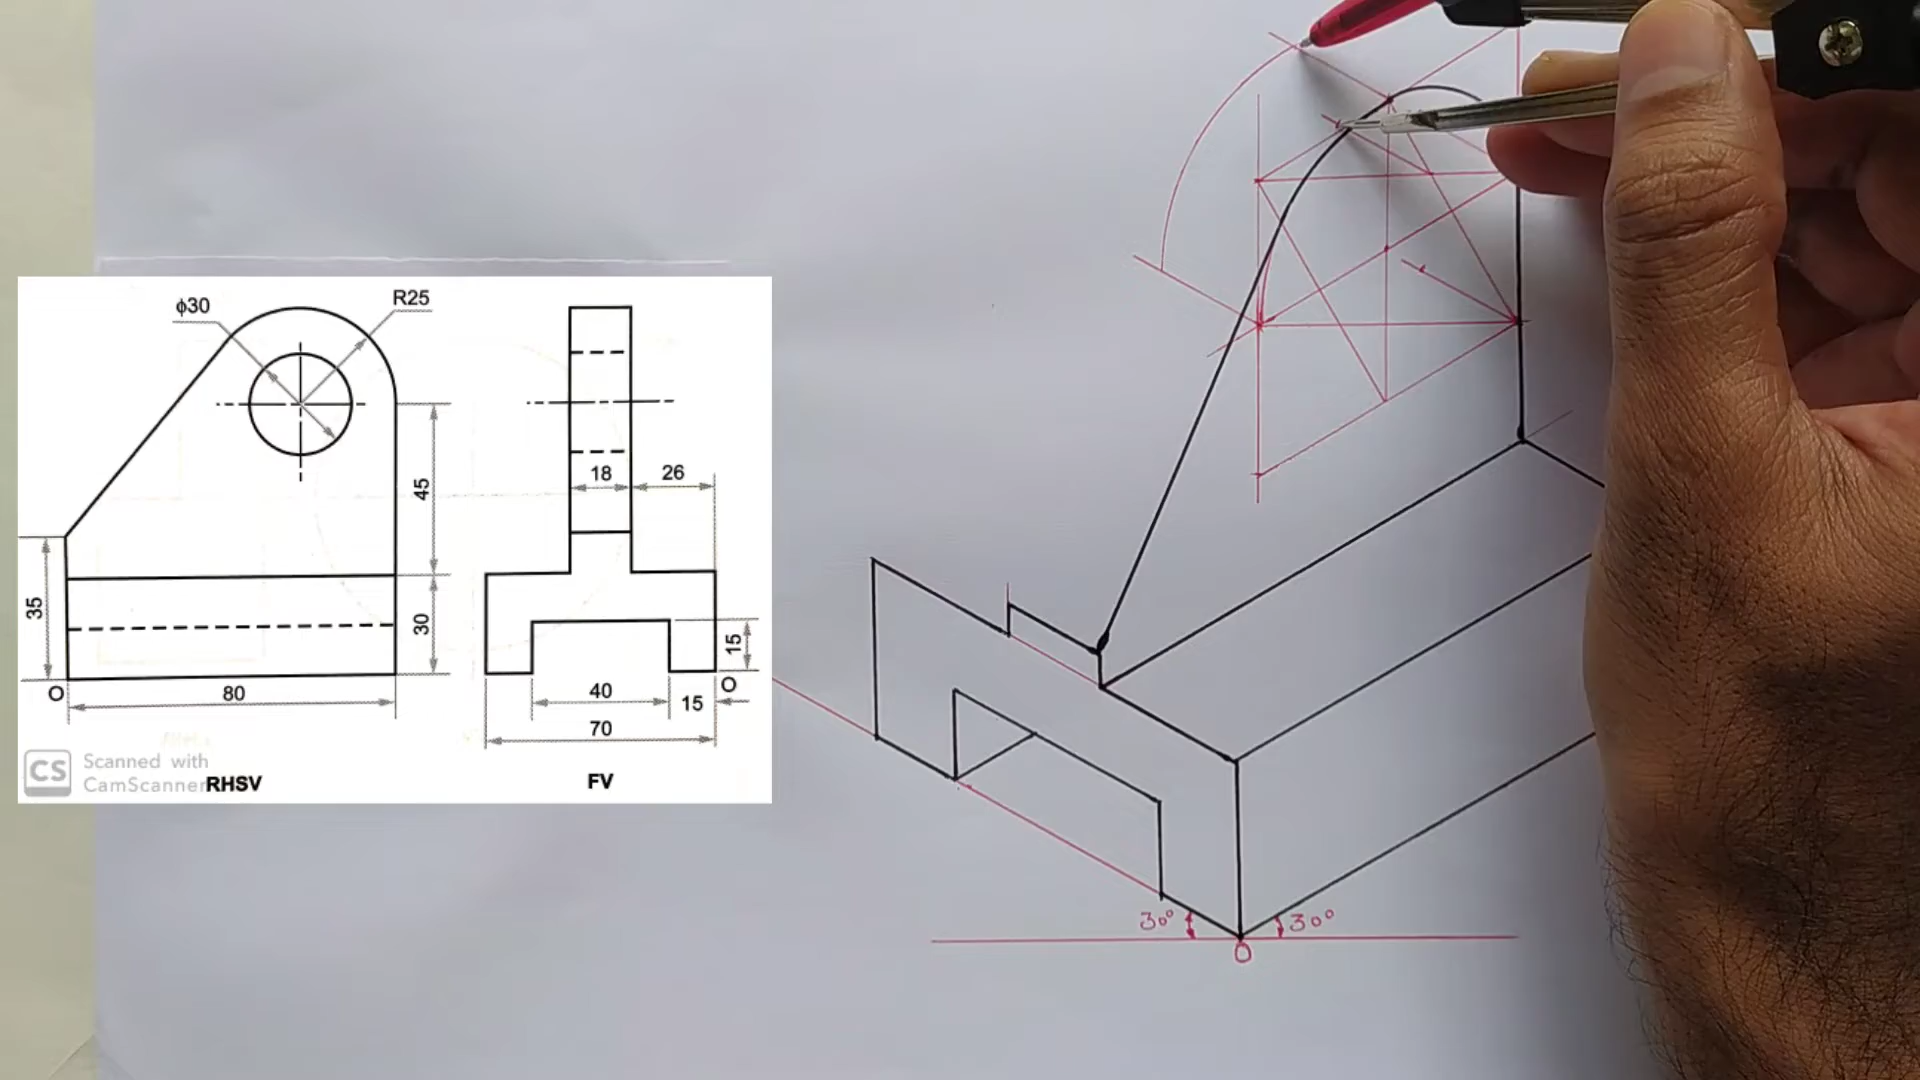 ϕ30
R25
18
26
45
35
30
15
O
80
40
15
O
70
CS
Scanned with
CamScanner
RHSV
FV
30°
30°
O